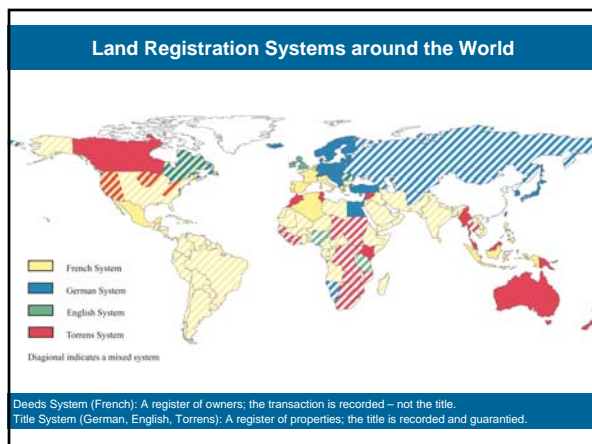 Land Registration Systems around the World
French System
German System
English System
Torrens System
Diagional indicates a mixed system
Deeds System (French): A register of owners; the transaction is recorded – not the title.
Title System (German, English, Torrens): A register of properties; the title is recorded and guarantied.